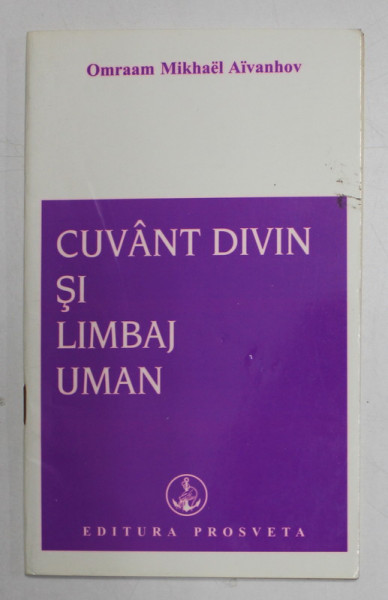 Omraam Mikhaël Aïvanhov
CUVÂNT DIVIN
ŞI
LIMBAJ
UMAN
EDITURA PROSVETA